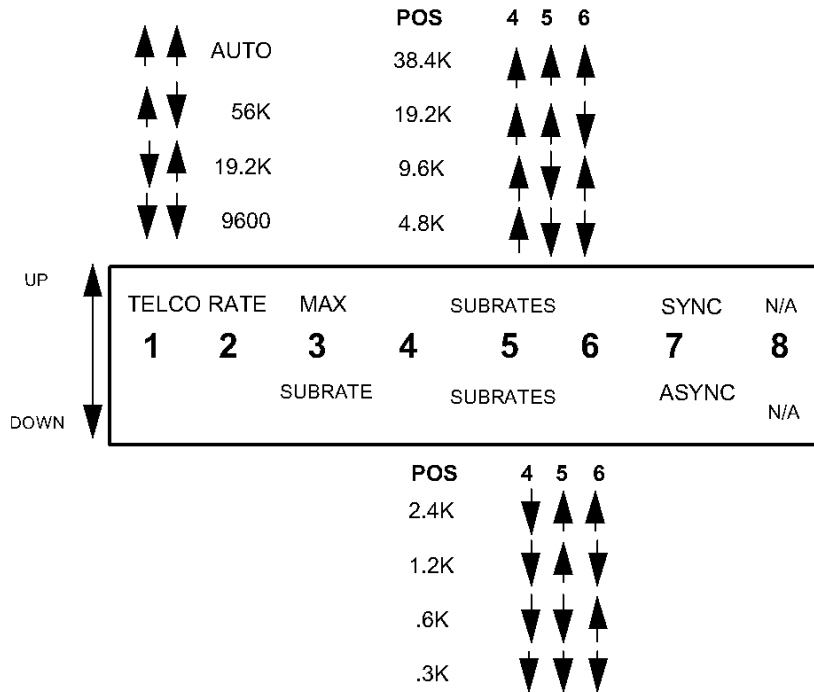 POS 4 5 6
AUTO
38.4K
56K
19.2K
19.2K
9.6K
9600
4.8K
UP
TELCO RATE MAX SUBRATES SYNC N/A
1 2 3 4 5 6 7 8
SUBRATE SUBRATES ASYNC N/A
DOWN
POS 4 5 6
2.4K
1.2K
.6K
.3K